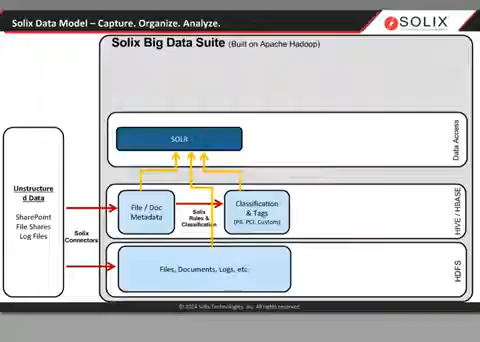 Solix Data Model – Capture. Organize. Analyze.
SOLIX
Solix Big Data Suite (Built on Apache Hadoop)
SOLR
Data Access
Unstructure
d Data
SharePoint
File Shares
Log Files
Solix
Connectors
File / Doc
Metadata
Solix
Rules &
Classification
Classification
& Tags
(PII, PCI, Custom)
HIVE / HBASE
Files, Documents, Logs, etc.
HDFS
© 2014 Solix Technologies, Inc. All rights reserved.